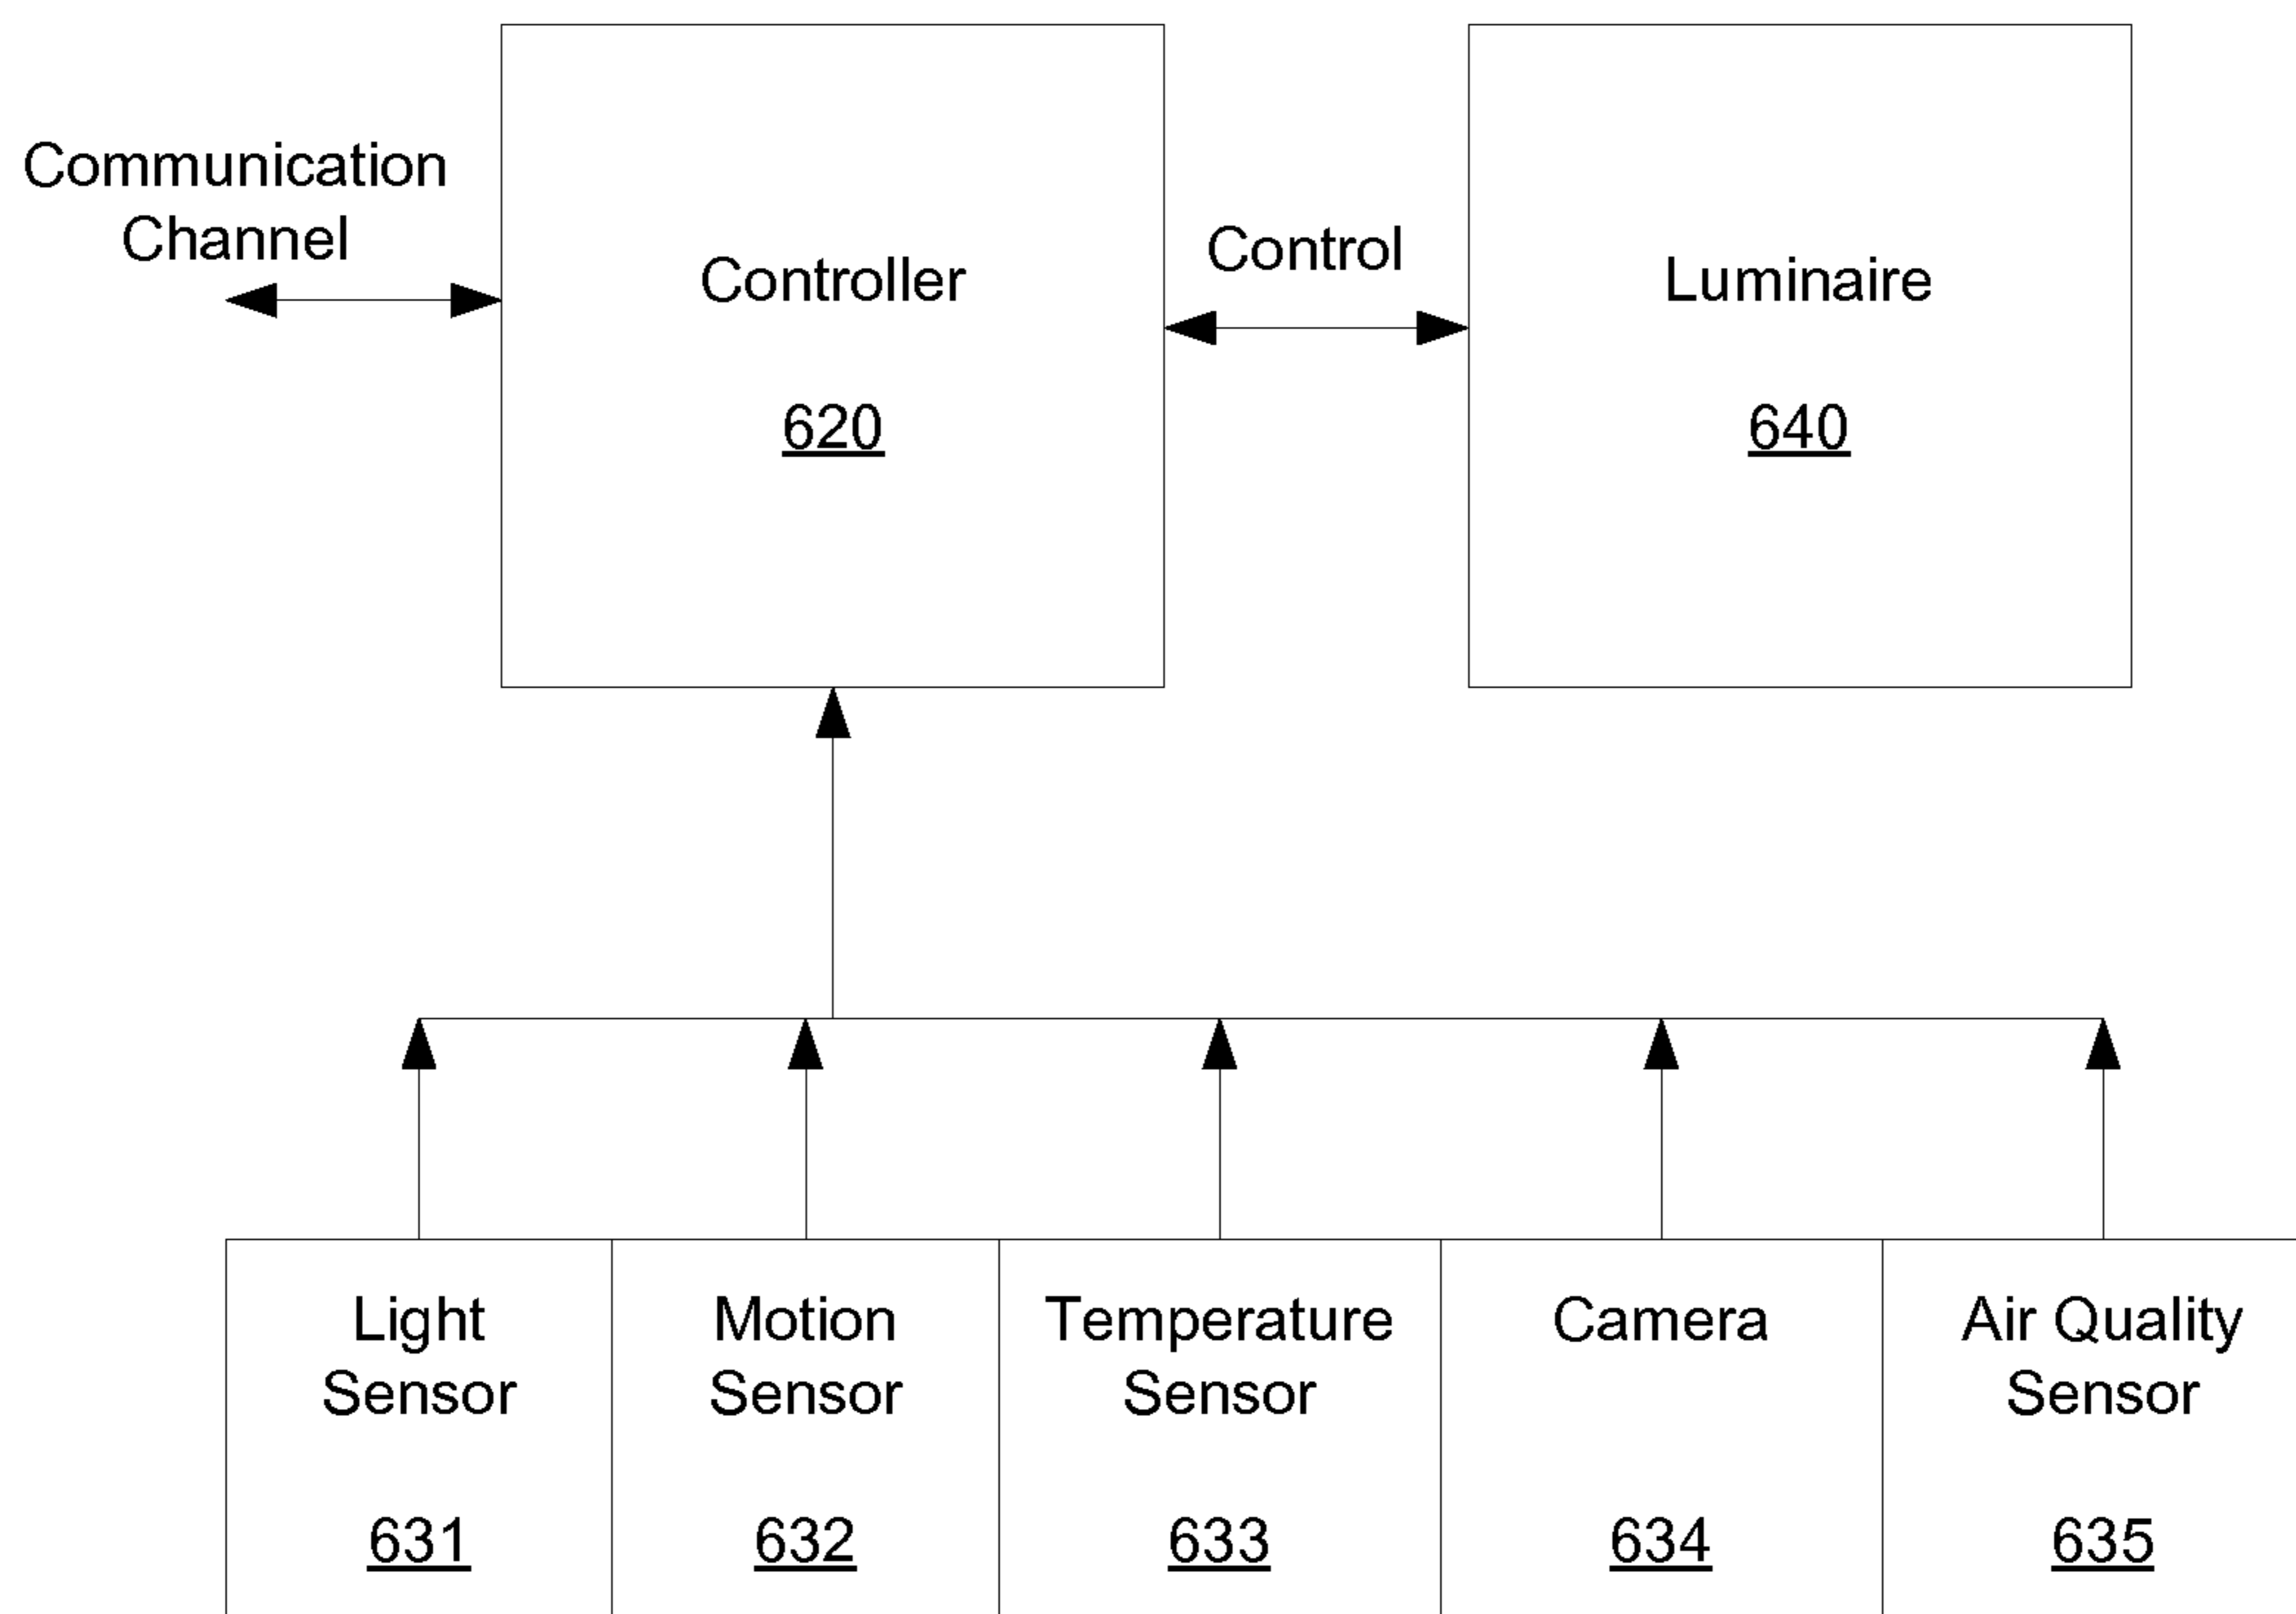 Communication
Channel
Controller
620
Control
Luminaire
640
Light
Sensor
631
Motion
Sensor
632
Temperature
Sensor
633
Camera
634
Air Quality
Sensor
635